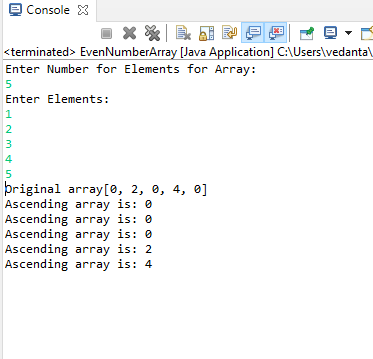 Console
<terminated> EvenNumberArray [Java Application] C:\Users\vedanta\
Enter Number for Elements for Array:
5
Enter Elements:
1
2
3
4
5
Original array[0, 2, 0, 4, 0]
Ascending array is: 0
Ascending array is: 0
Ascending array is: 0
Ascending array is: 2
Ascending array is: 4